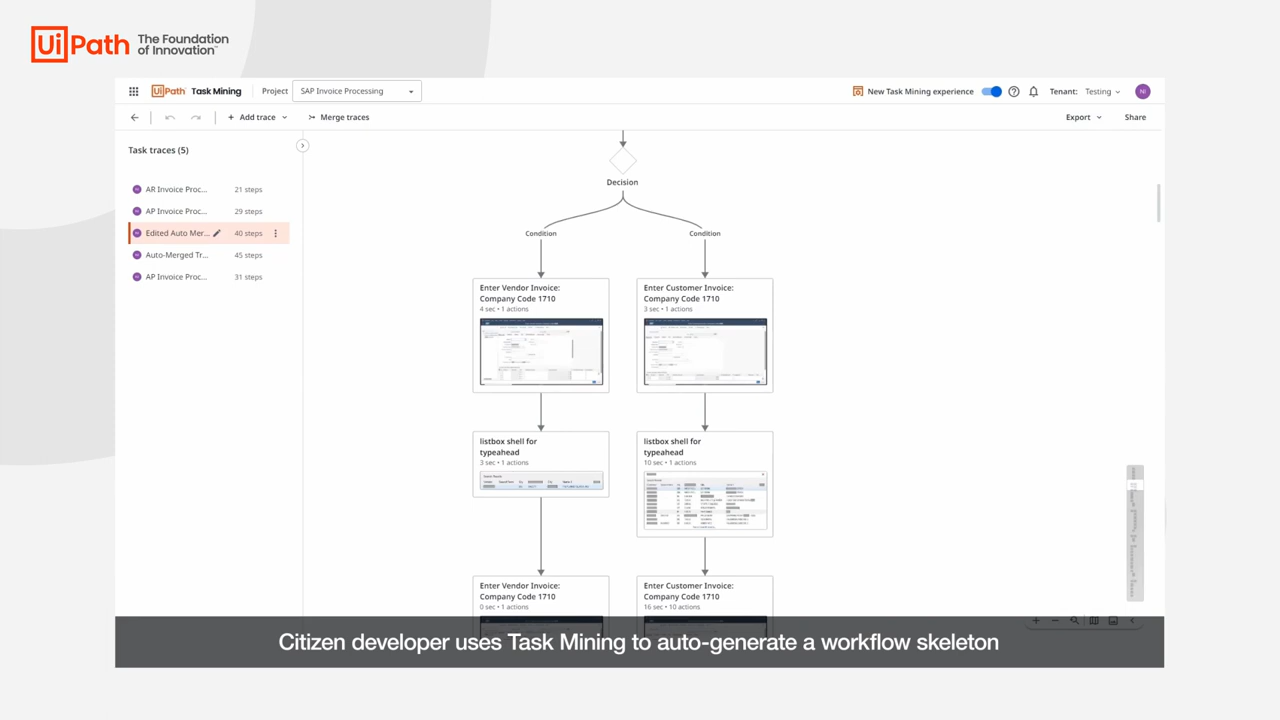 UiPath The Foundation
of Innovation™
UiPath Task Mining Project SAP Invoice Processing New Task Mining experience Tenant: Testing NI
Add trace Merge traces Export Share
Task traces (5)
AR Invoice Proc... 21 steps
AP Invoice Proc... 29 steps
Edited Auto Mer... 40 steps
Auto-Merged Tr... 45 steps
AP Invoice Proc... 31 steps
Decision
Condition Condition
Enter Vendor Invoice:
Company Code 1710
4 sec • 1 actions
Enter Customer Invoice:
Company Code 1710
3 sec • 1 actions
listbox shell for
typeahead
3 sec • 1 actions
listbox shell for
typeahead
10 sec • 1 actions
Enter Vendor Invoice:
Company Code 1710
0 sec • 1 actions
Enter Customer Invoice:
Company Code 1710
16 sec • 10 actions
Citizen developer uses Task Mining to auto-generate a workflow skeleton